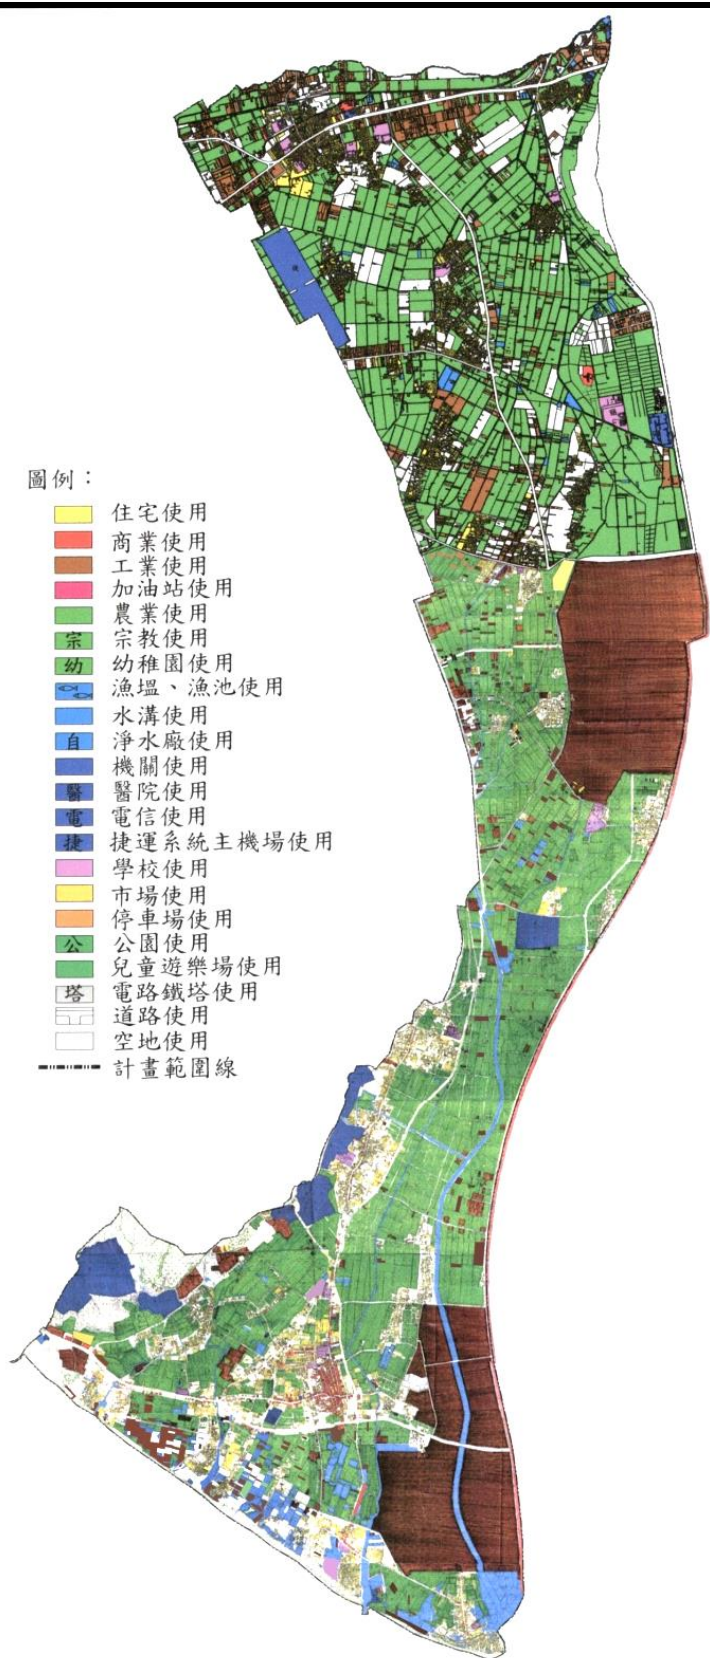 圖例：
住宅使用
商業使用
工業使用
加油站使用
農業使用
宗 宗教使用
幼 幼稚園使用
漁塭、漁池使用
水溝使用
自 淨水廠使用
機關使用
醫 醫院使用
電 電信使用
捷 捷運系統主機場使用
學校使用
市場使用
停車場使用
公 公園使用
兒童遊樂場使用
塔 電路鐵塔使用
道路使用
空地使用
計畫範圍線